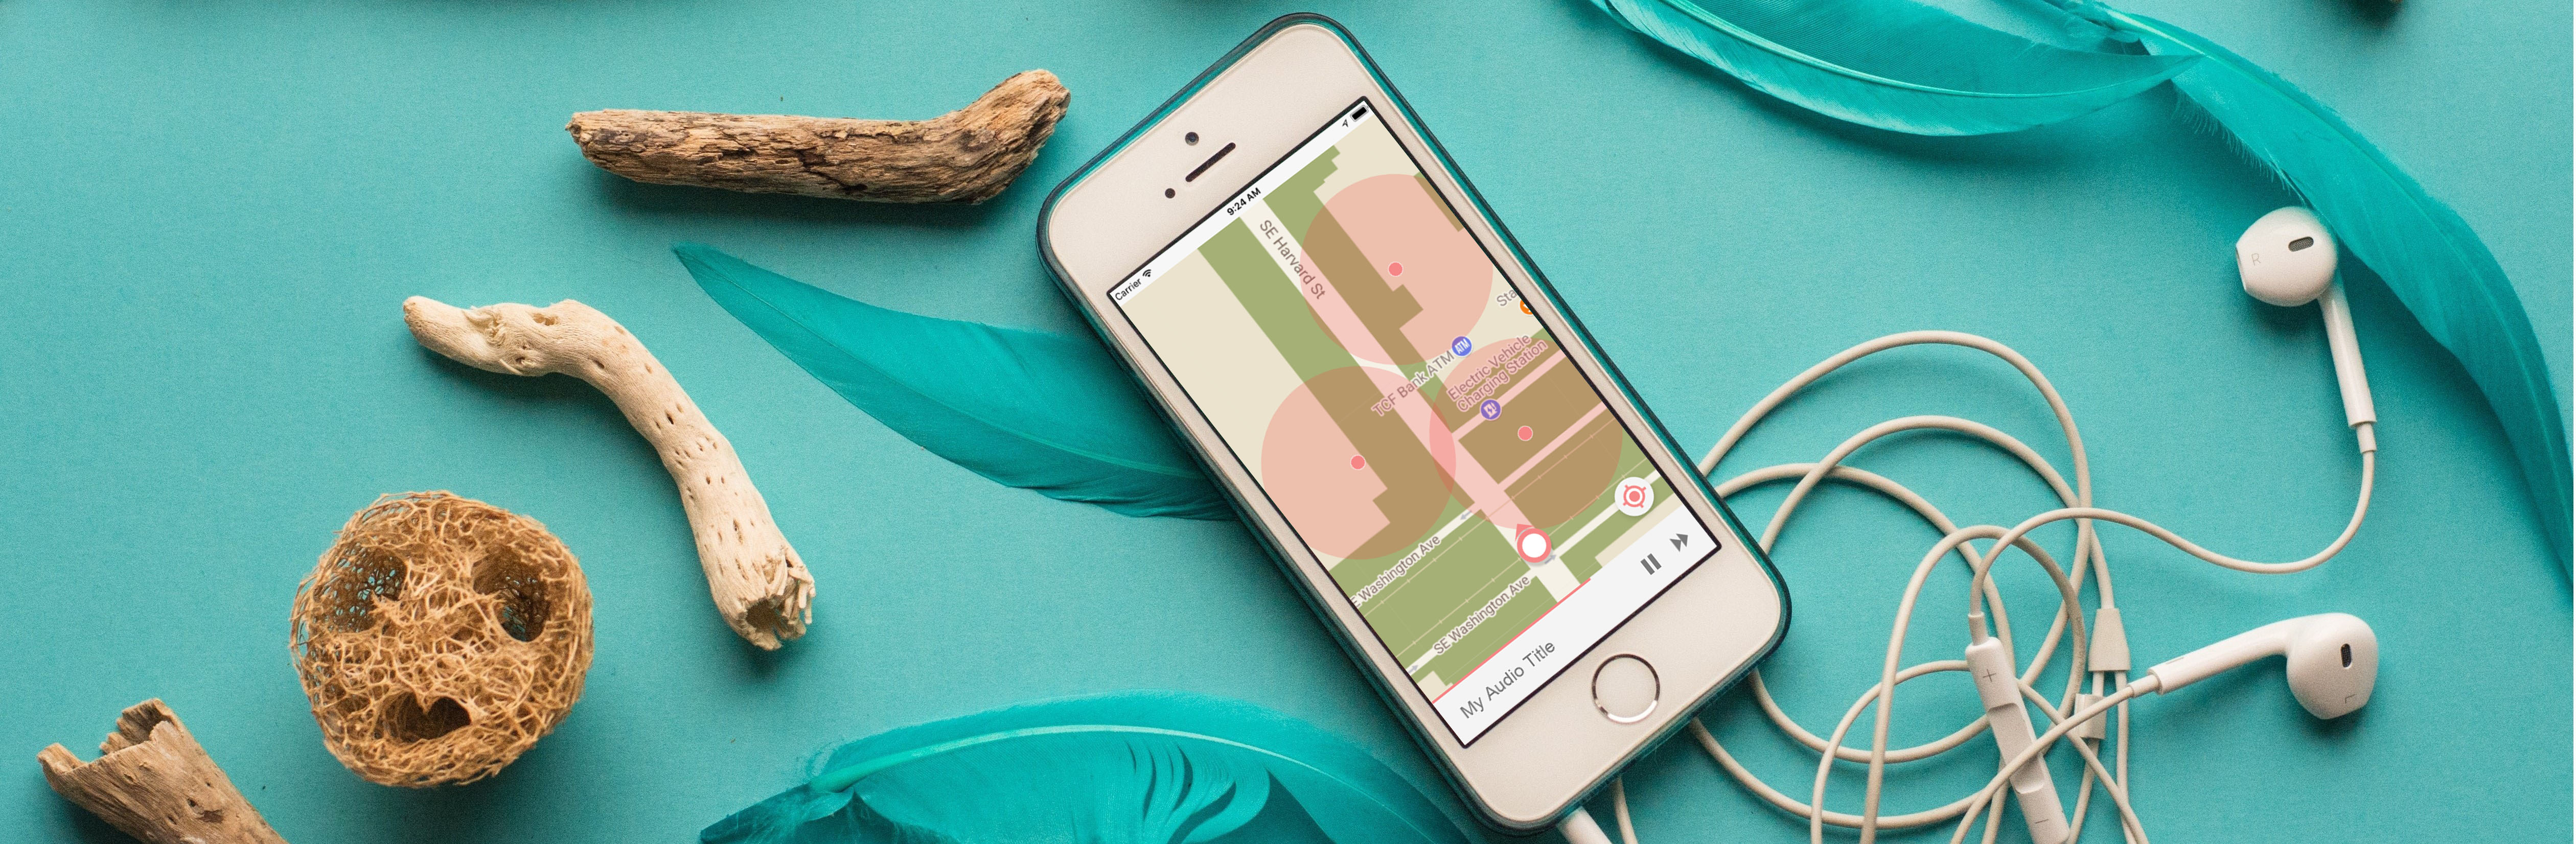 Carrier
9:24 AM
SE Harvard St
Sta
TCF Bank ATM
ATM
Electric Vehicle
Charging Station
E Washington Ave
SE Washington Ave
My Audio Title
R
+
L